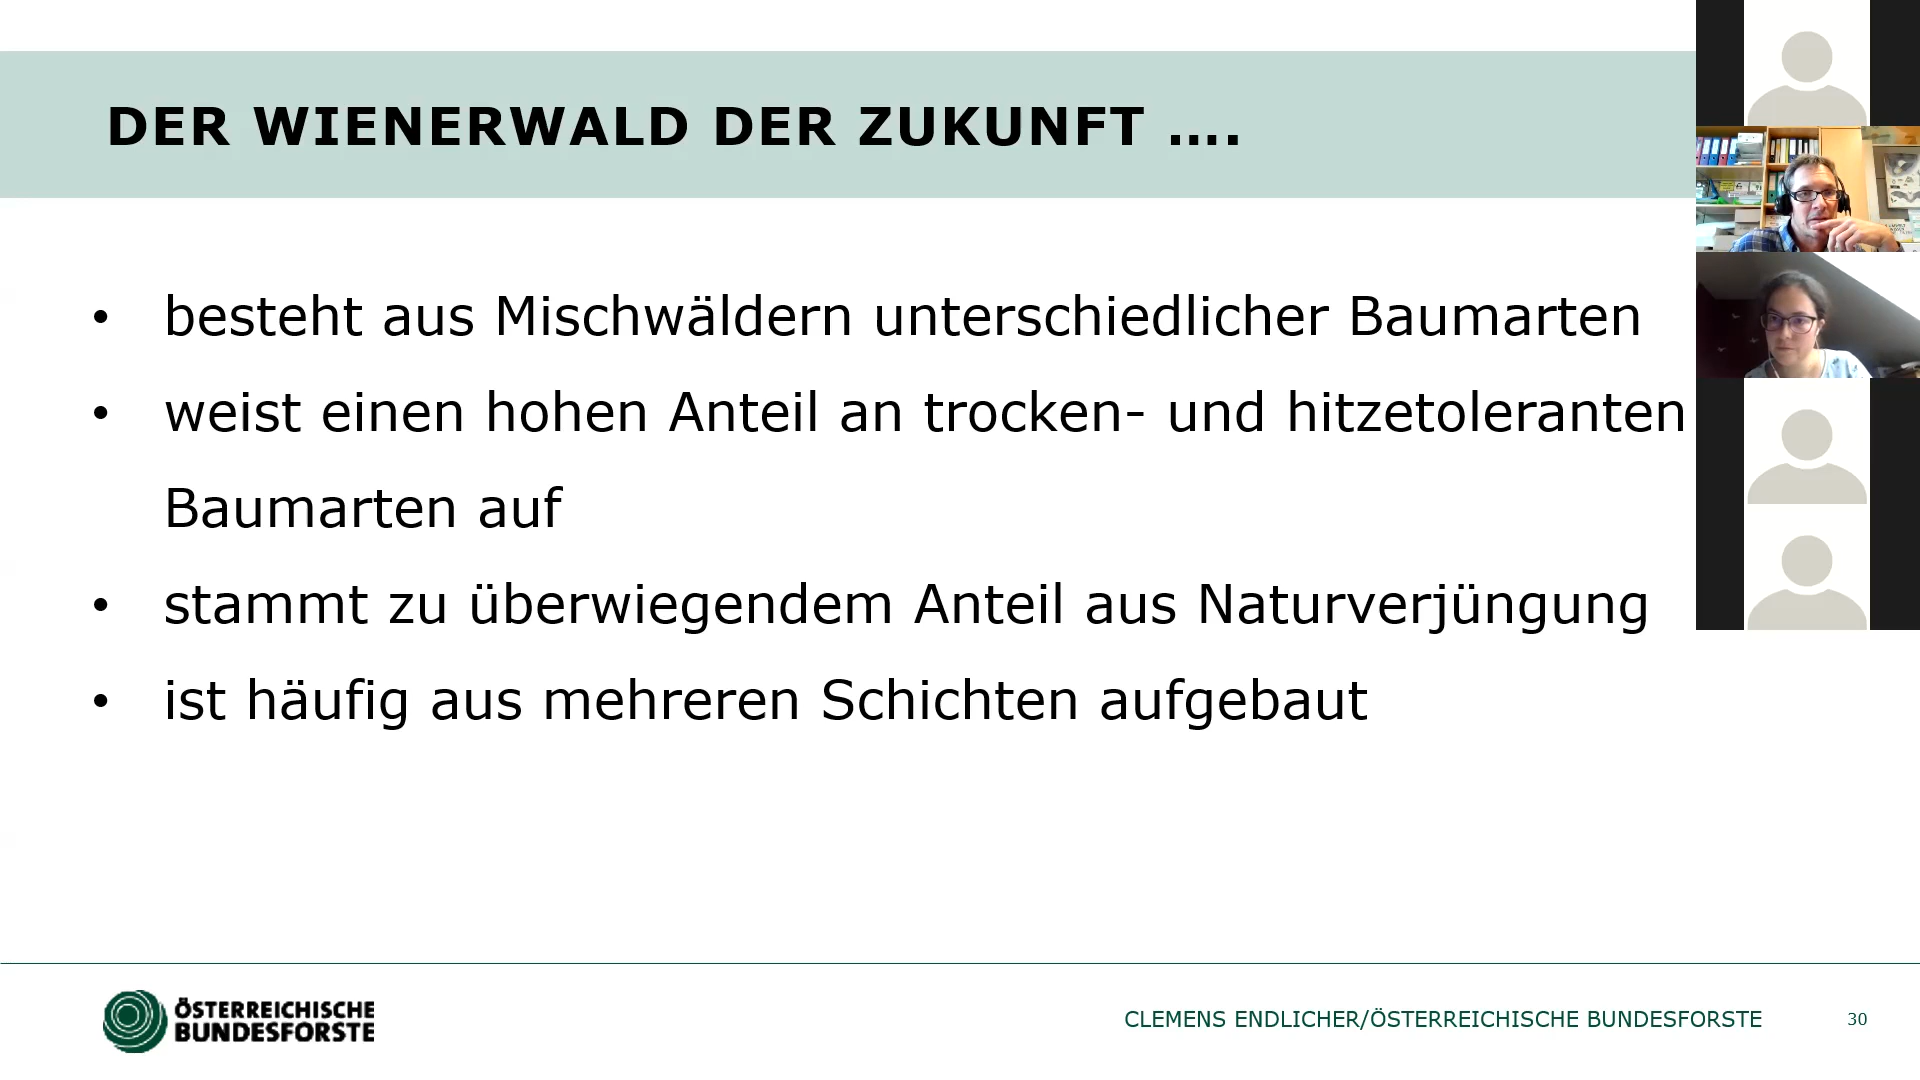 DER WIENERWALD DER ZUKUNFT ....
• besteht aus Mischwäldern unterschiedlicher Baumarten
• weist einen hohen Anteil an trocken- und hitzetoleranten
Baumarten auf
• stammt zu überwiegendem Anteil aus Naturverjüngung
• ist häufig aus mehreren Schichten aufgebaut
ÖSTERREICHISCHE
BUNDESFORSTE
CLEMENS ENDLICHER/ÖSTERREICHISCHE BUNDESFORSTE
30